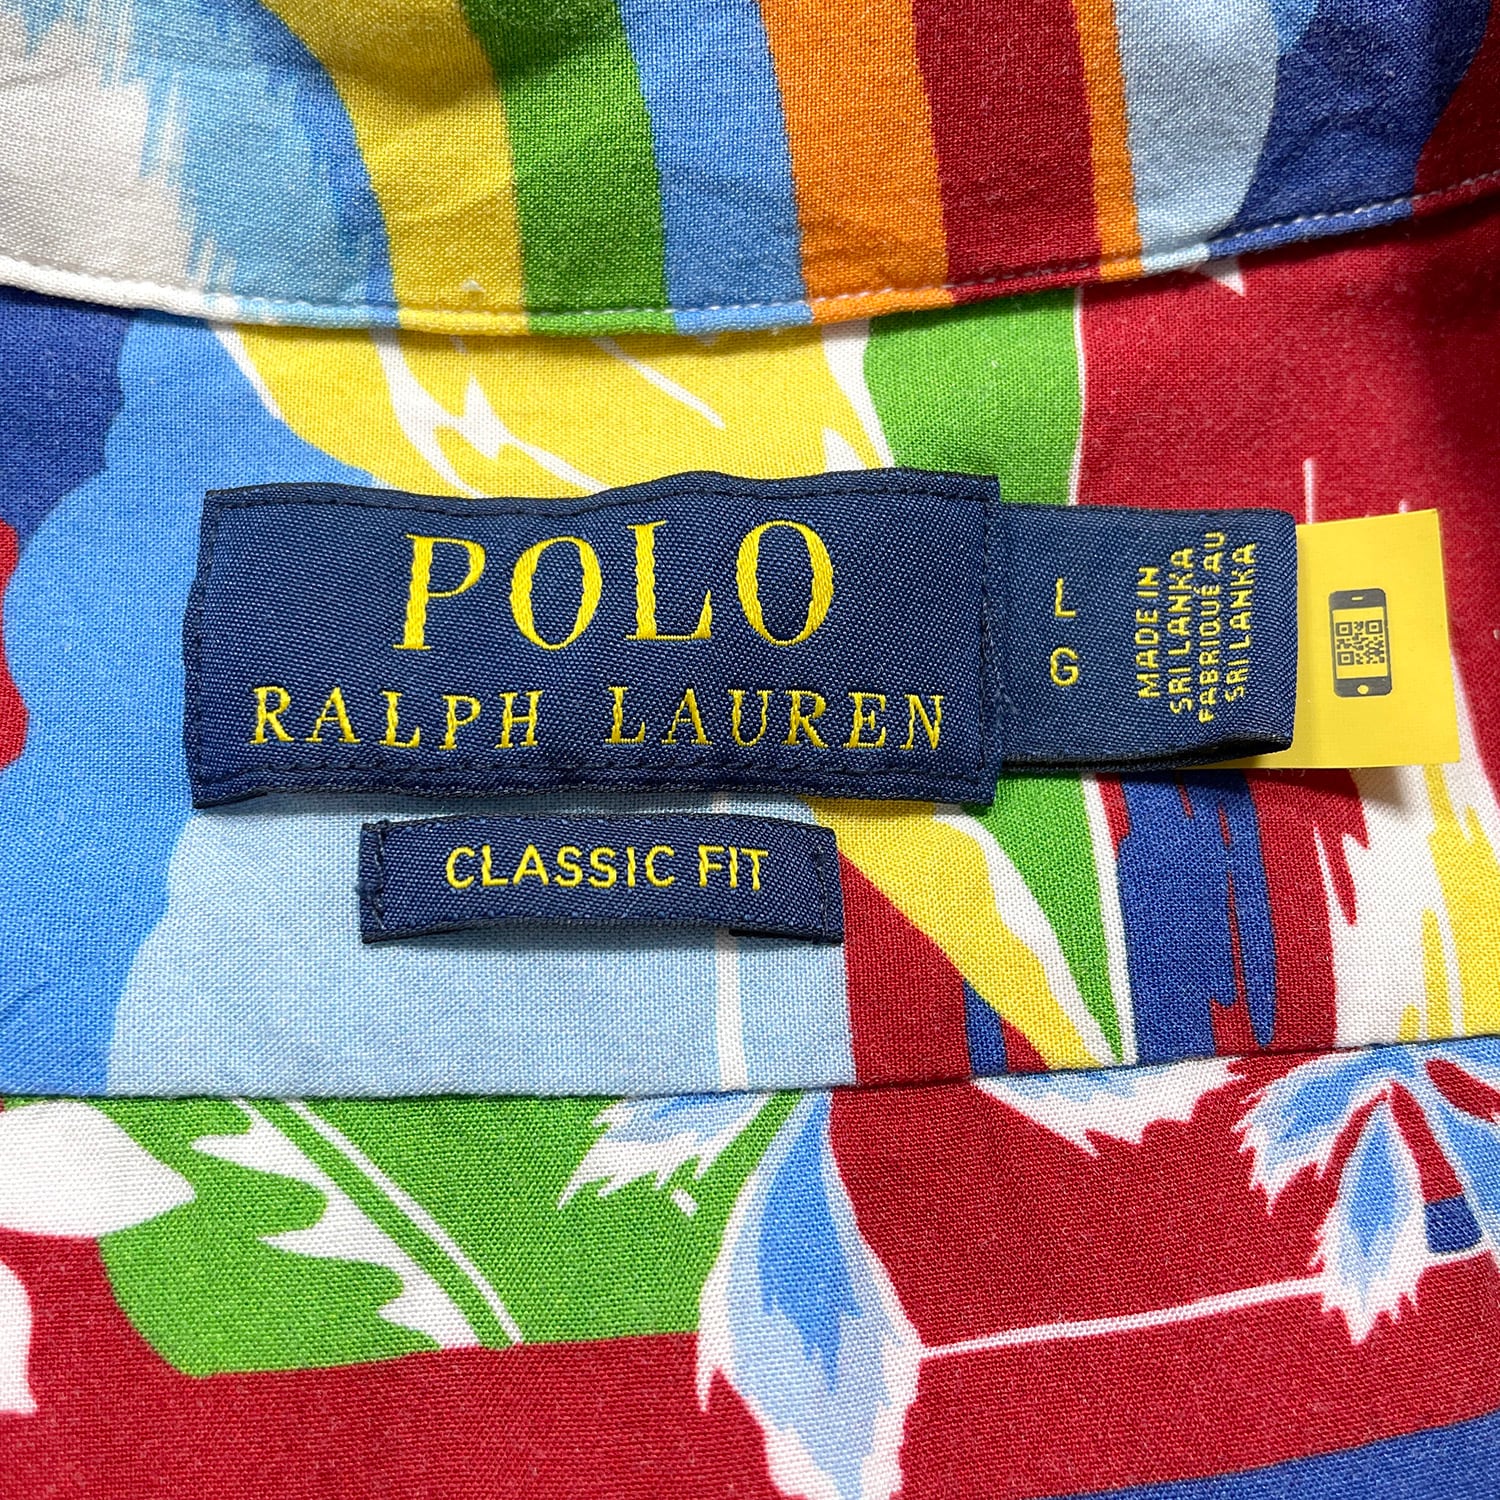 POLO
RALPH LAUREN
L
G
MADE IN
SRI LANKA
FABRIQUÉ AU
SRI LANKA
CLASSIC FIT